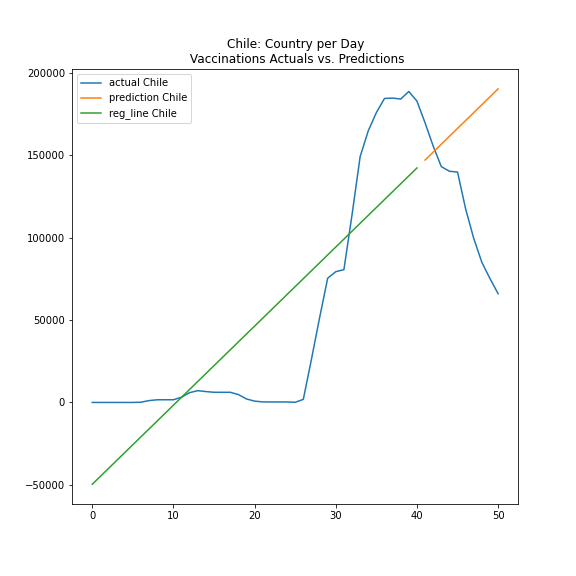 Chile: Country per Day
Vaccinations Actuals vs. Predictions
actual Chile
prediction Chile
reg_line Chile
200000
150000
100000
50000
0
−50000
0 10 20 30 40 50